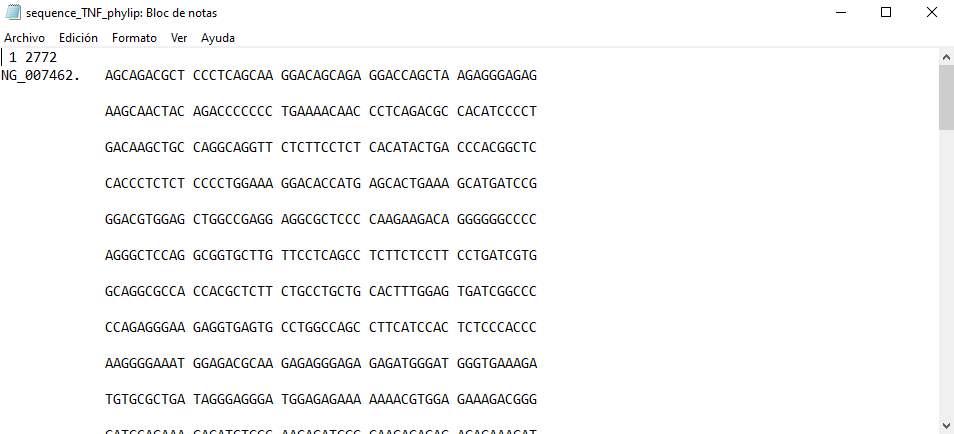 sequence_TNF_phylip: Bloc de notas
Archivo Edición Formato Ver Ayuda
1 2772
NG_007462. AGCAGACGCT CCCTCAGCAA GGACAGCAGA GGACCAGCTA AGAGGGAGAG
AAGCAACTAC AGACCCCCCC TGAAAACAAC CCTCAGACGC CACATCCCCT
GACAAGCTGC CAGGCAGGTT CTCTTCCTCT CACATACTGA CCCACGGCTC
CACCCTCTCT CCCCTGGAAA GGACACCATG AGCACTGAAA GCATGATCCG
GGACGTGGAG CTGGCCGAGG AGGCGCTCCC CAAGAAGACA GGGGGGCCCC
AGGGCTCCAG GCGGTGCTTG TTCCTCAGCC TCTTCTCCTT CCTGATCGTG
GCAGGCGCCA CCACGCTCTT CTGCCTGCTG CACTTTGGAG TGATCGGCCC
CCAGAGGGAA GAGGTGAGTG CCTGGCCAGC CTTCATCCAC TCTCCCACCC
AAGGGGAAAT GGAGACGCAA GAGAGGGAGA GAGATGGGAT GGGTGAAAGA
TGTGCGCTGA TAGGGAGGGA TGGAGAGAAA AAAACGTGGA GAAAGACGGG